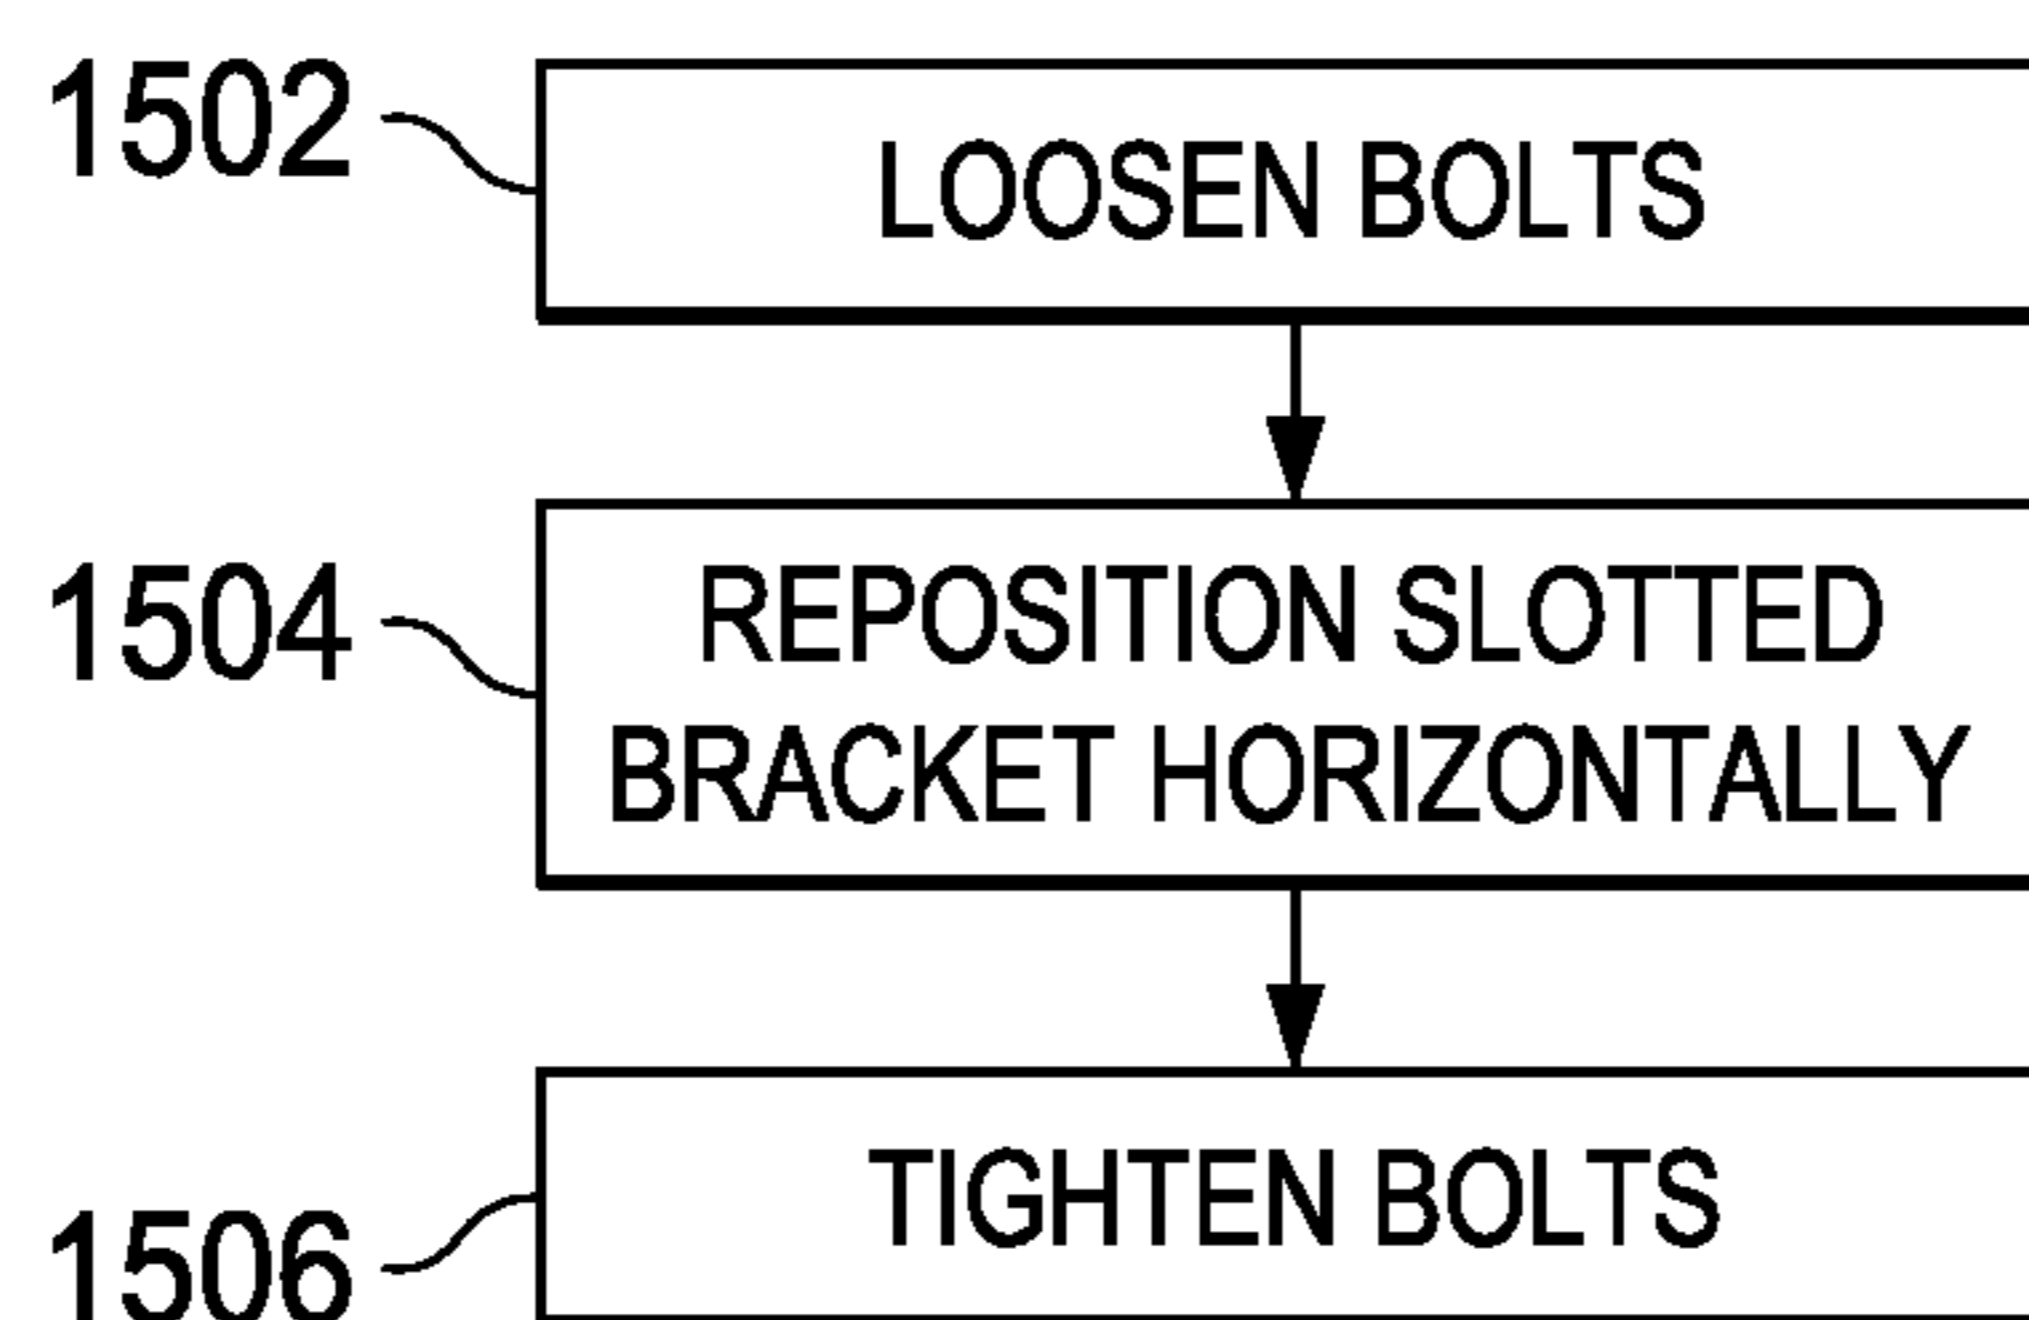 1502
LOOSEN BOLTS
1504
REPOSITION SLOTTED
BRACKET HORIZONTALLY
1506
TIGHTEN BOLTS